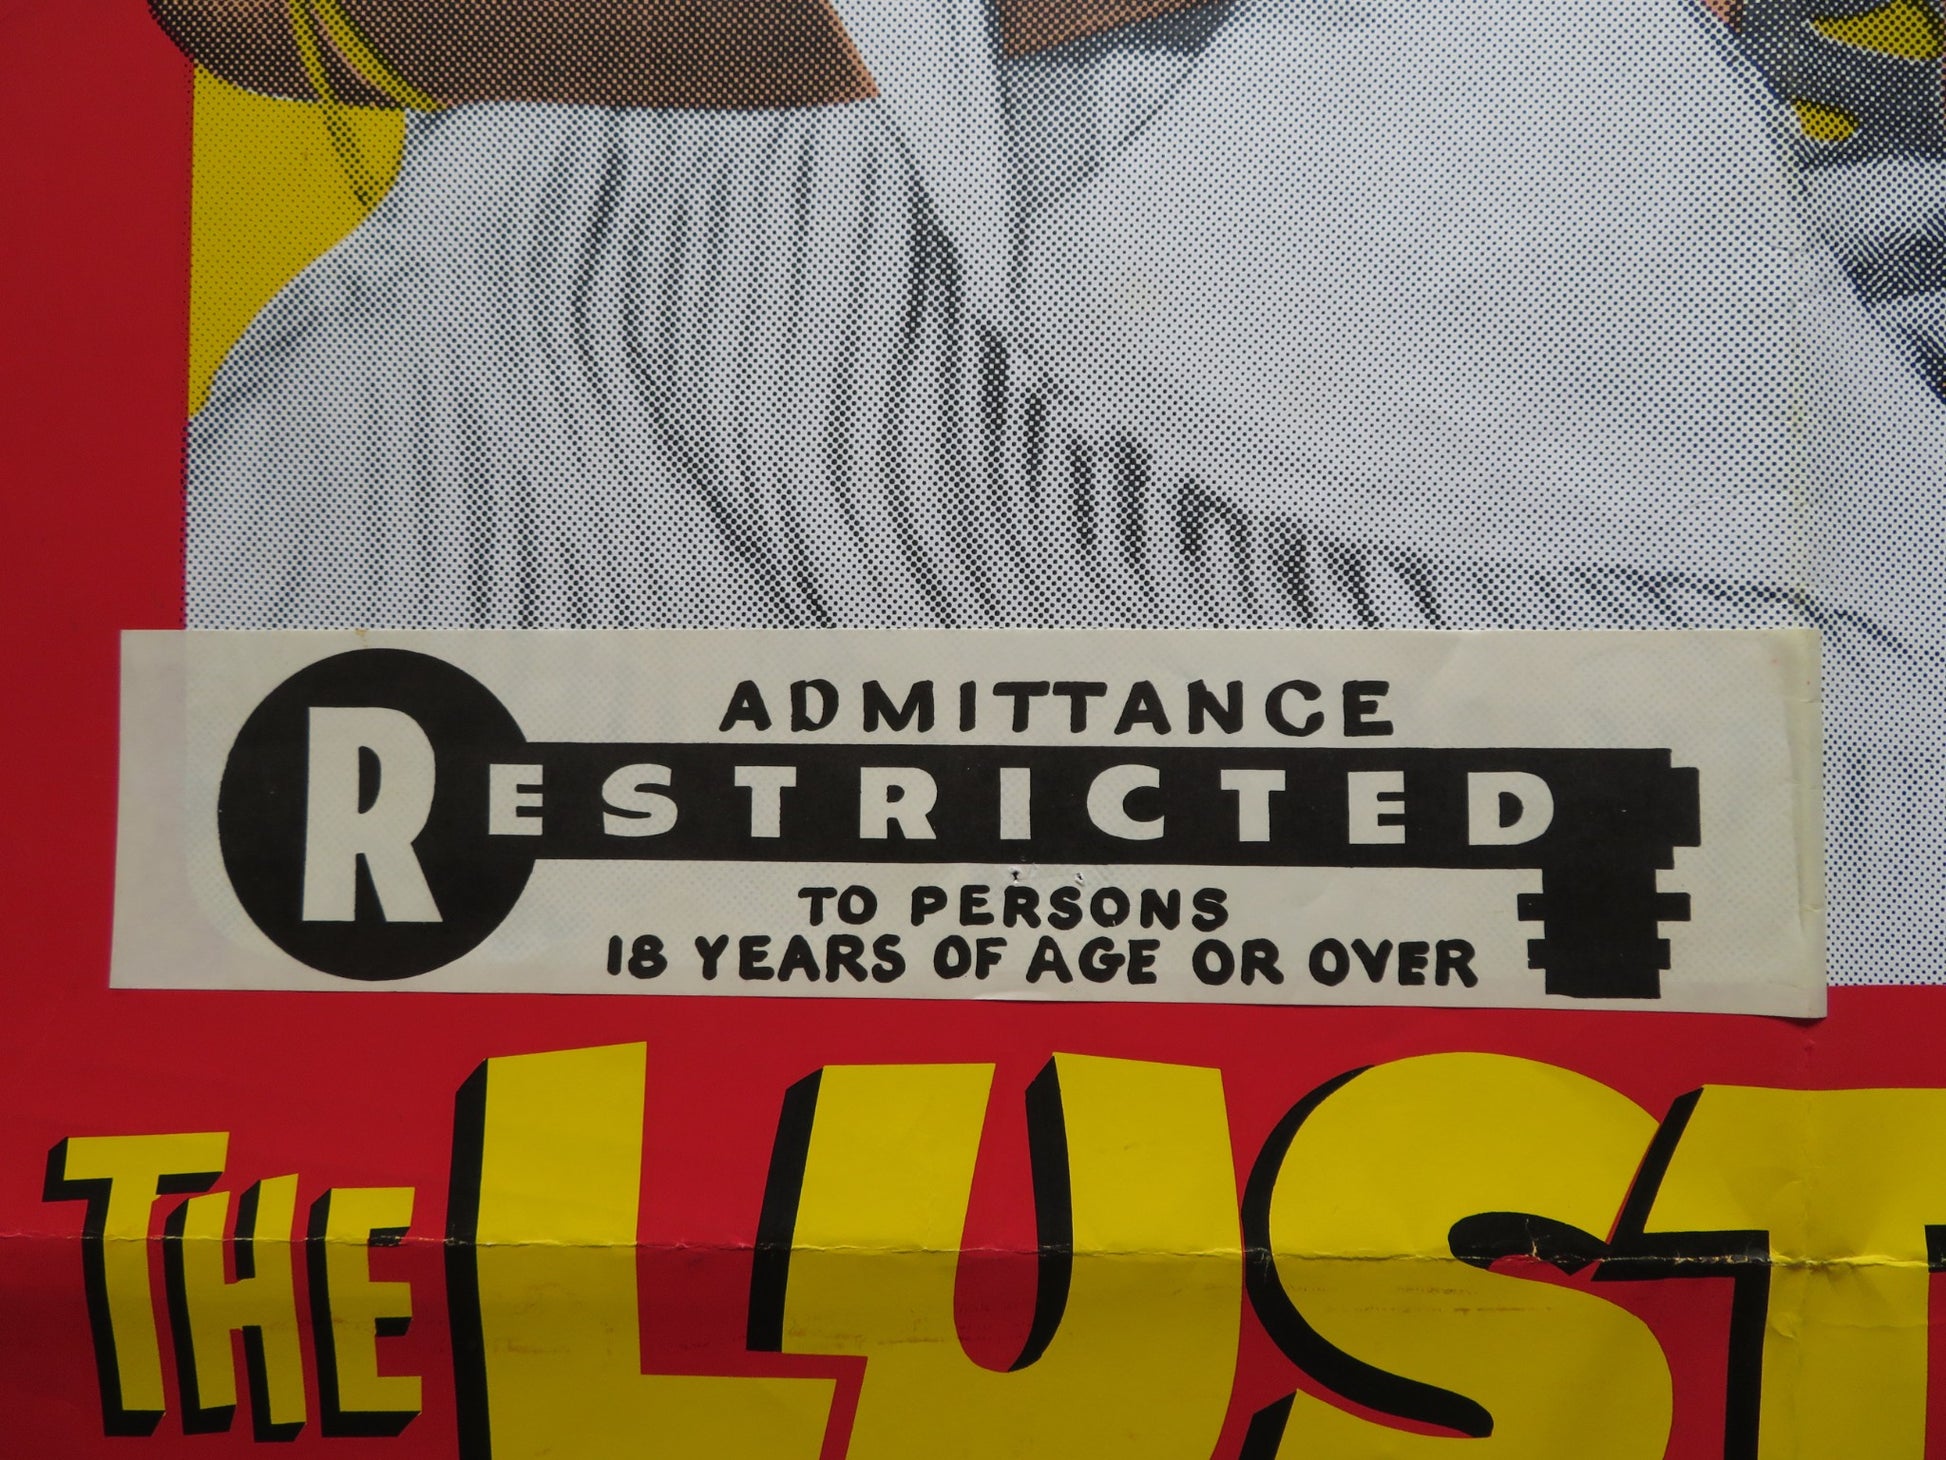 ADMITTANCE
RESTRICTED
TO PERSONS
18 YEARS OF AGE OR OVER
THE LUST